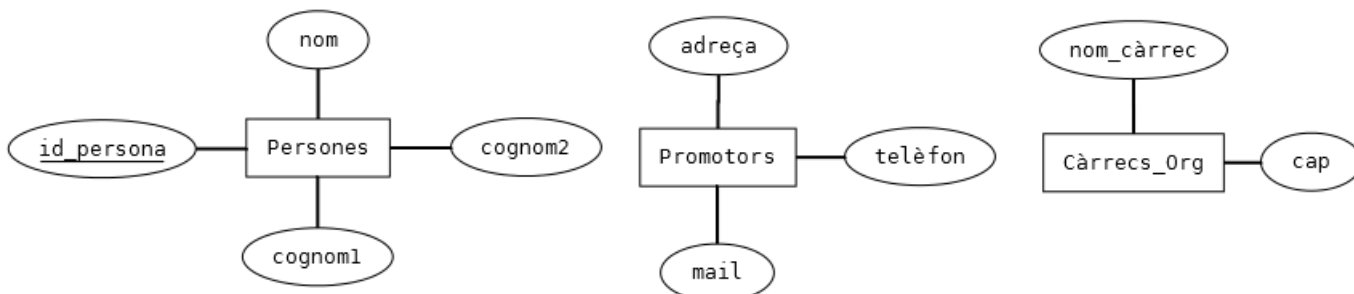 nom
id_persona
Persones
cognom2
cognom1
adreça
Promotors
telèfon
mail
nom_càrrec
Càrrecs_Org
cap